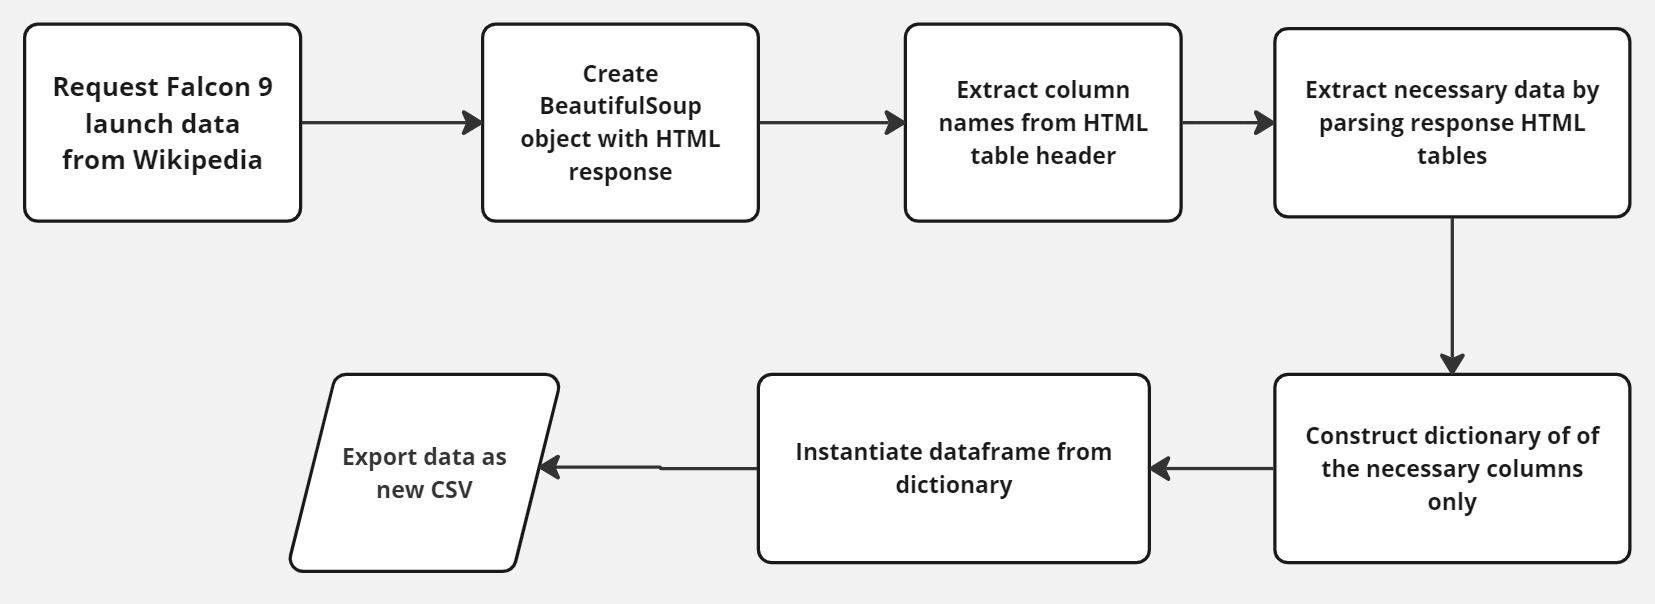 Request Falcon 9
launch data
from Wikipedia
Create
BeautifulSoup
object with HTML
response
Extract column
names from HTML
table header
Extract necessary data by
parsing response HTML
tables
Construct dictionary of of
the necessary columns
only
Instantiate dataframe from
dictionary
Export data as
new CSV